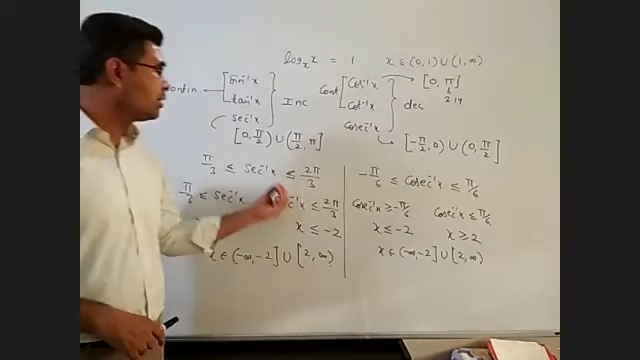 log_x x = 1 x ∈ (0,1) ∪ (1,∞)
contin. sin⁻¹x tan⁻¹x sec⁻¹x Inc
Cont Cos⁻¹x Cot⁻¹x cosec⁻¹x dec
[0, π]
[0, π/2) ∪ (π/2, π]
[-π/2, 0) ∪ (0, π/2]
π/3 ≤ Sec⁻¹x ≤ 2π/3
π/3 ≤ Sec⁻¹x
≤ 2π/3
x ≤ -2
x ∈ (-∞, -2] ∪ [2, ∞)
-π/6 ≤ Cosec⁻¹x ≤ π/6
Cosec⁻¹x ≥ -π/6 Cosec⁻¹x ≤ π/6
x ≤ -2 x ≥ 2
x ∈ (-∞, -2] ∪ [2, ∞)